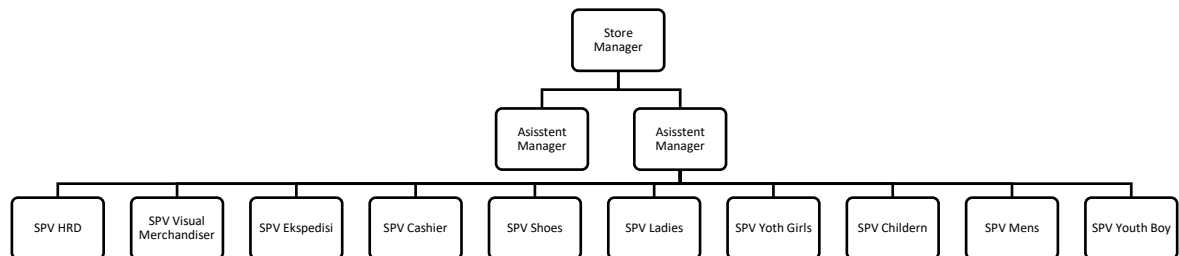 Store
Manager
Asisstent
Manager
Asisstent
Manager
SPV HRD
SPV Visual
Merchandiser
SPV Ekspedisi
SPV Cashier
SPV Shoes
SPV Ladies
SPV Yoth Girls
SPV Childern
SPV Mens
SPV Youth Boy